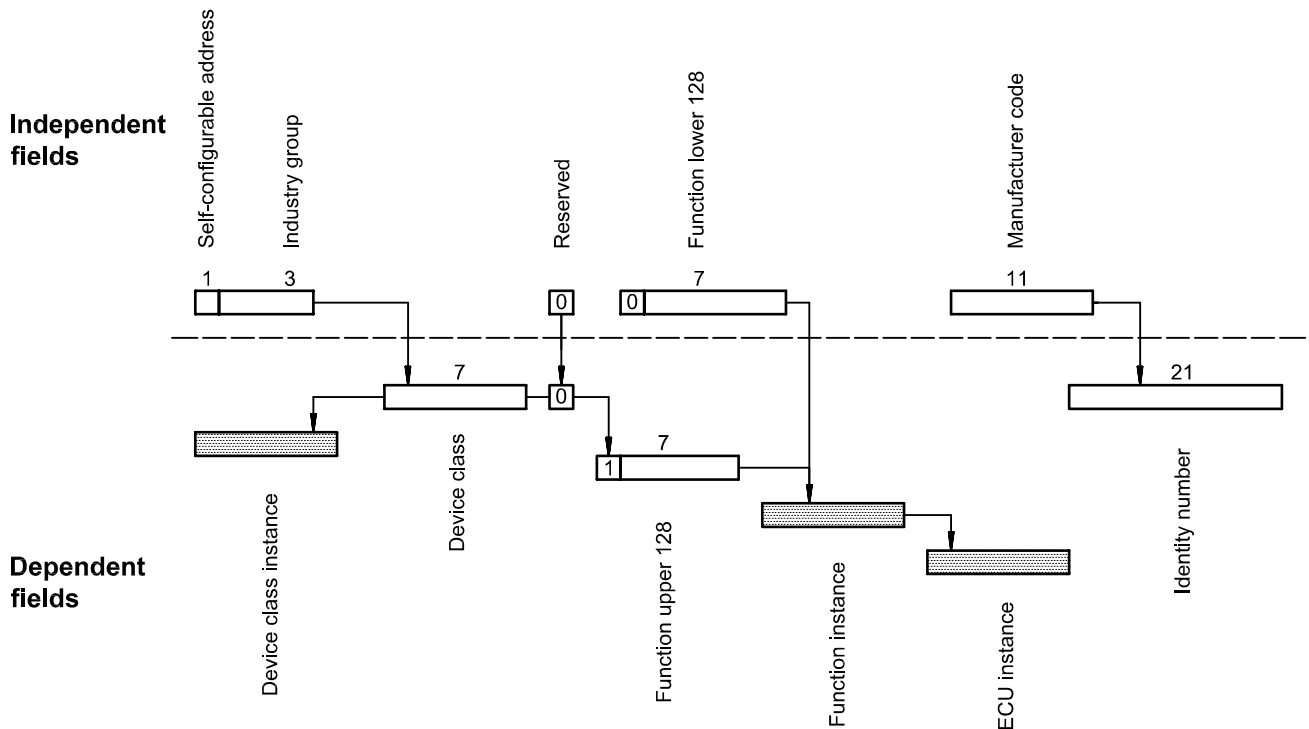 Independent
fields
Self-configurable address
Industry group
Reserved
Function lower 128
Manufacturer code
1
3
0
0
7
11
7
0
21
1
7
Device class instance
Device class
Function upper 128
Function instance
ECU instance
Identity number
Dependent
fields